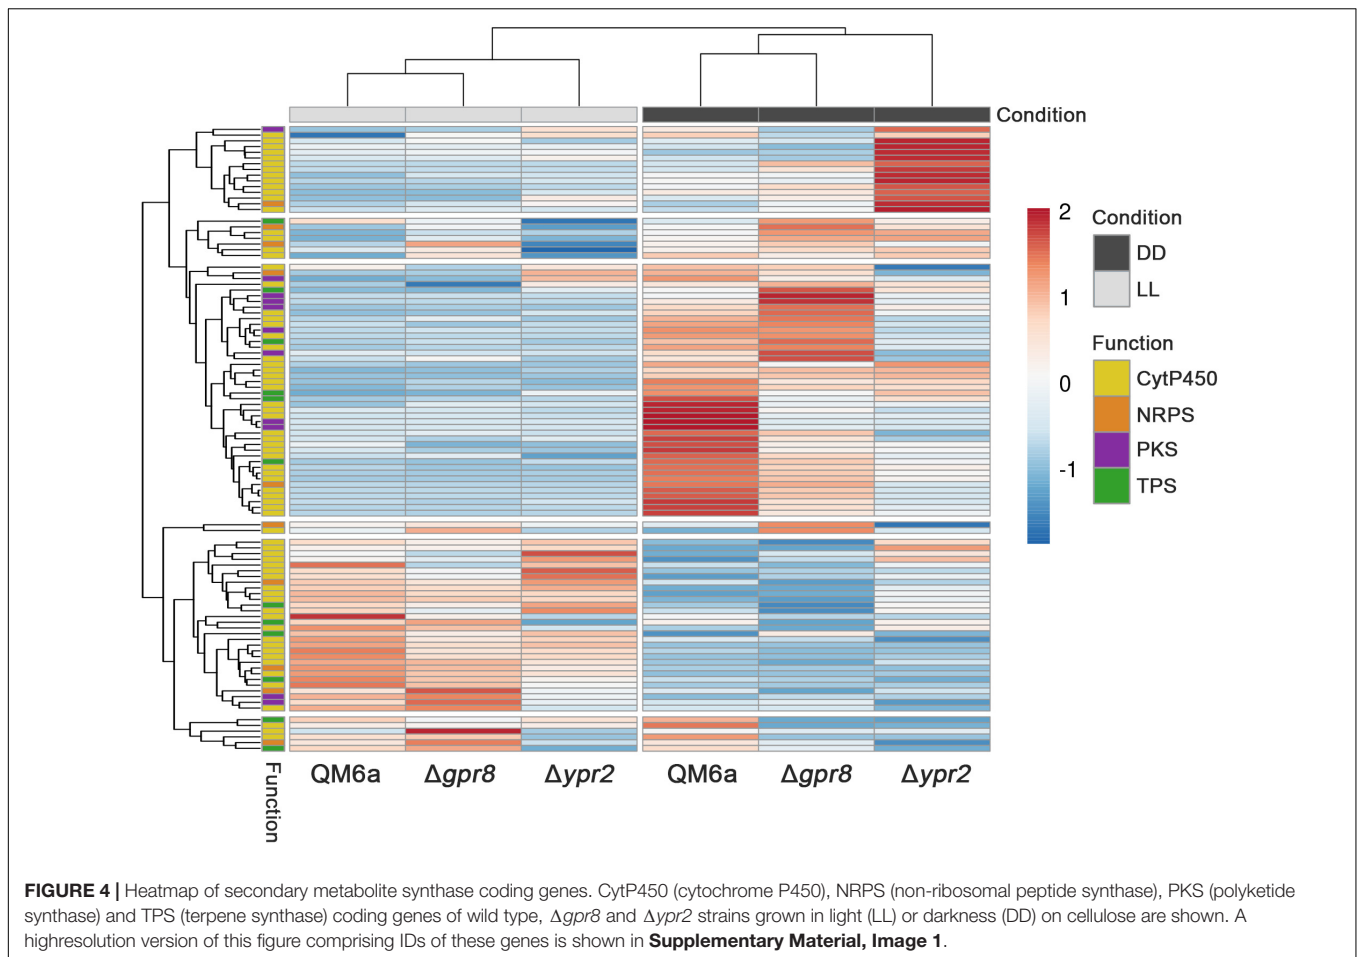 Condition
2
1
0
-1
Condition
DD
LL
Function
CytP450
NRPS
PKS
TPS
Function
QM6a Δgpr8 Δypr2 QM6a Δgpr8 Δypr2
FIGURE 4 | Heatmap of secondary metabolite synthase coding genes. CytP450 (cytochrome P450), NRPS (non-ribosomal peptide synthase), PKS (polyketide
synthase) and TPS (terpene synthase) coding genes of wild type, Δgpr8 and Δypr2 strains grown in light (LL) or darkness (DD) on cellulose are shown. A
highresolution version of this figure comprising IDs of these genes is shown in Supplementary Material, Image 1.